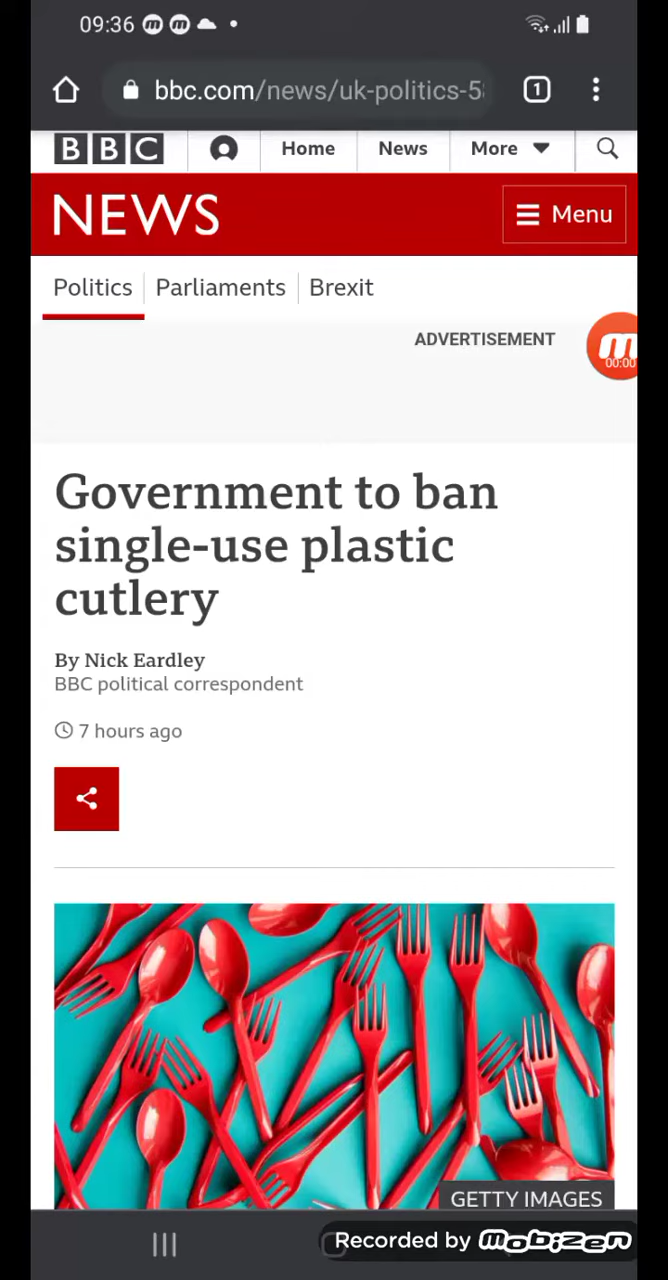 09:36
bbc.com/news/uk-politics-5
1
BBC
Home
News
More
NEWS
Menu
Politics
Parliaments
Brexit
ADVERTISEMENT
00:00
Government to ban
single-use plastic
cutlery
By Nick Eardley
BBC political correspondent
7 hours ago
GETTY IMAGES
Recorded by mobizen